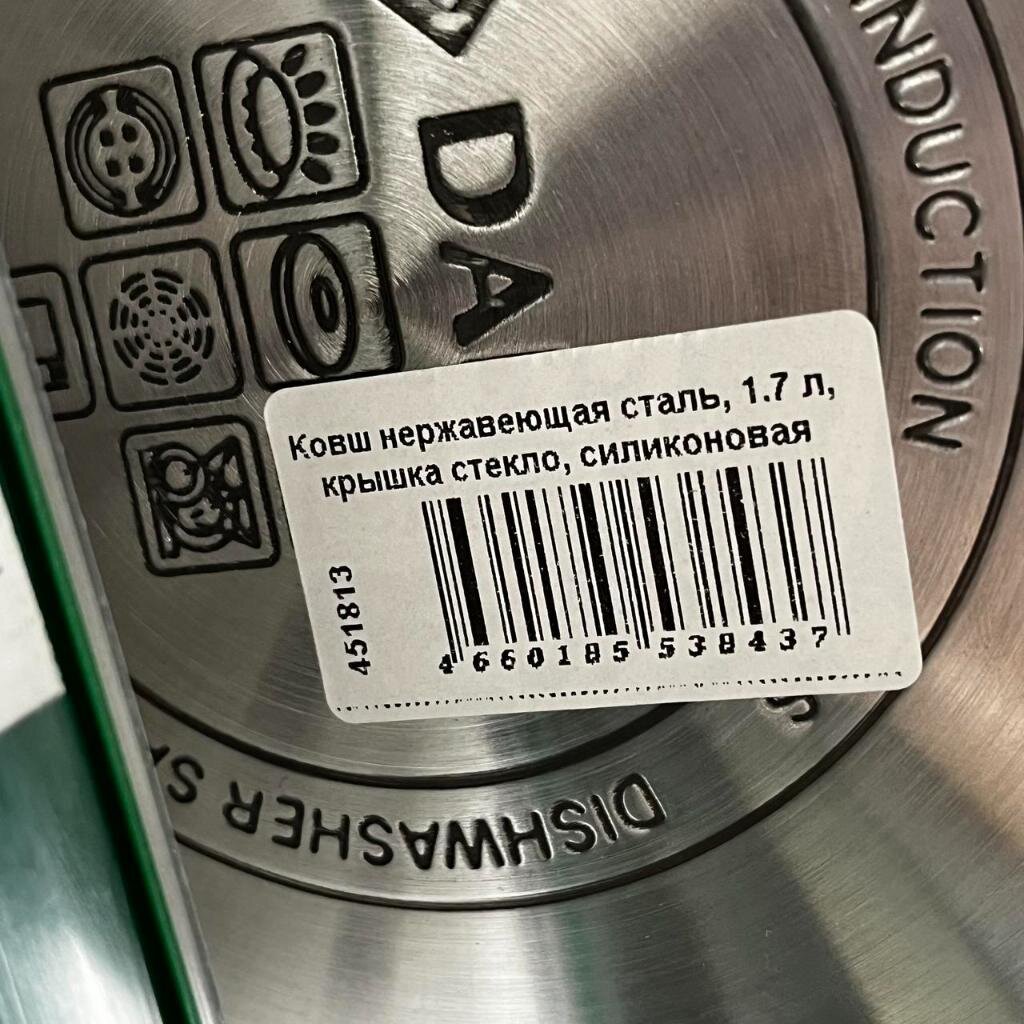 INDUCTION
DA
Ковш нержавеющая сталь, 1.7 л,
крышка стекло, силиконовая
451813
4 660185 538437
DISHWASHER